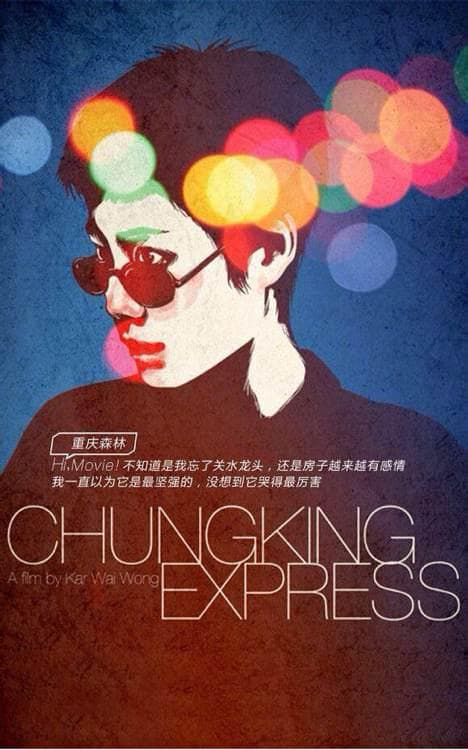 重庆森林
Hi,Movie! 不知道是我忘了关水龙头，还是房子越来越有感情
我一直以为它是最坚强的，没想到它哭得最厉害
CHUNGKING
A film by Kar Wai Wong
EXPRESS